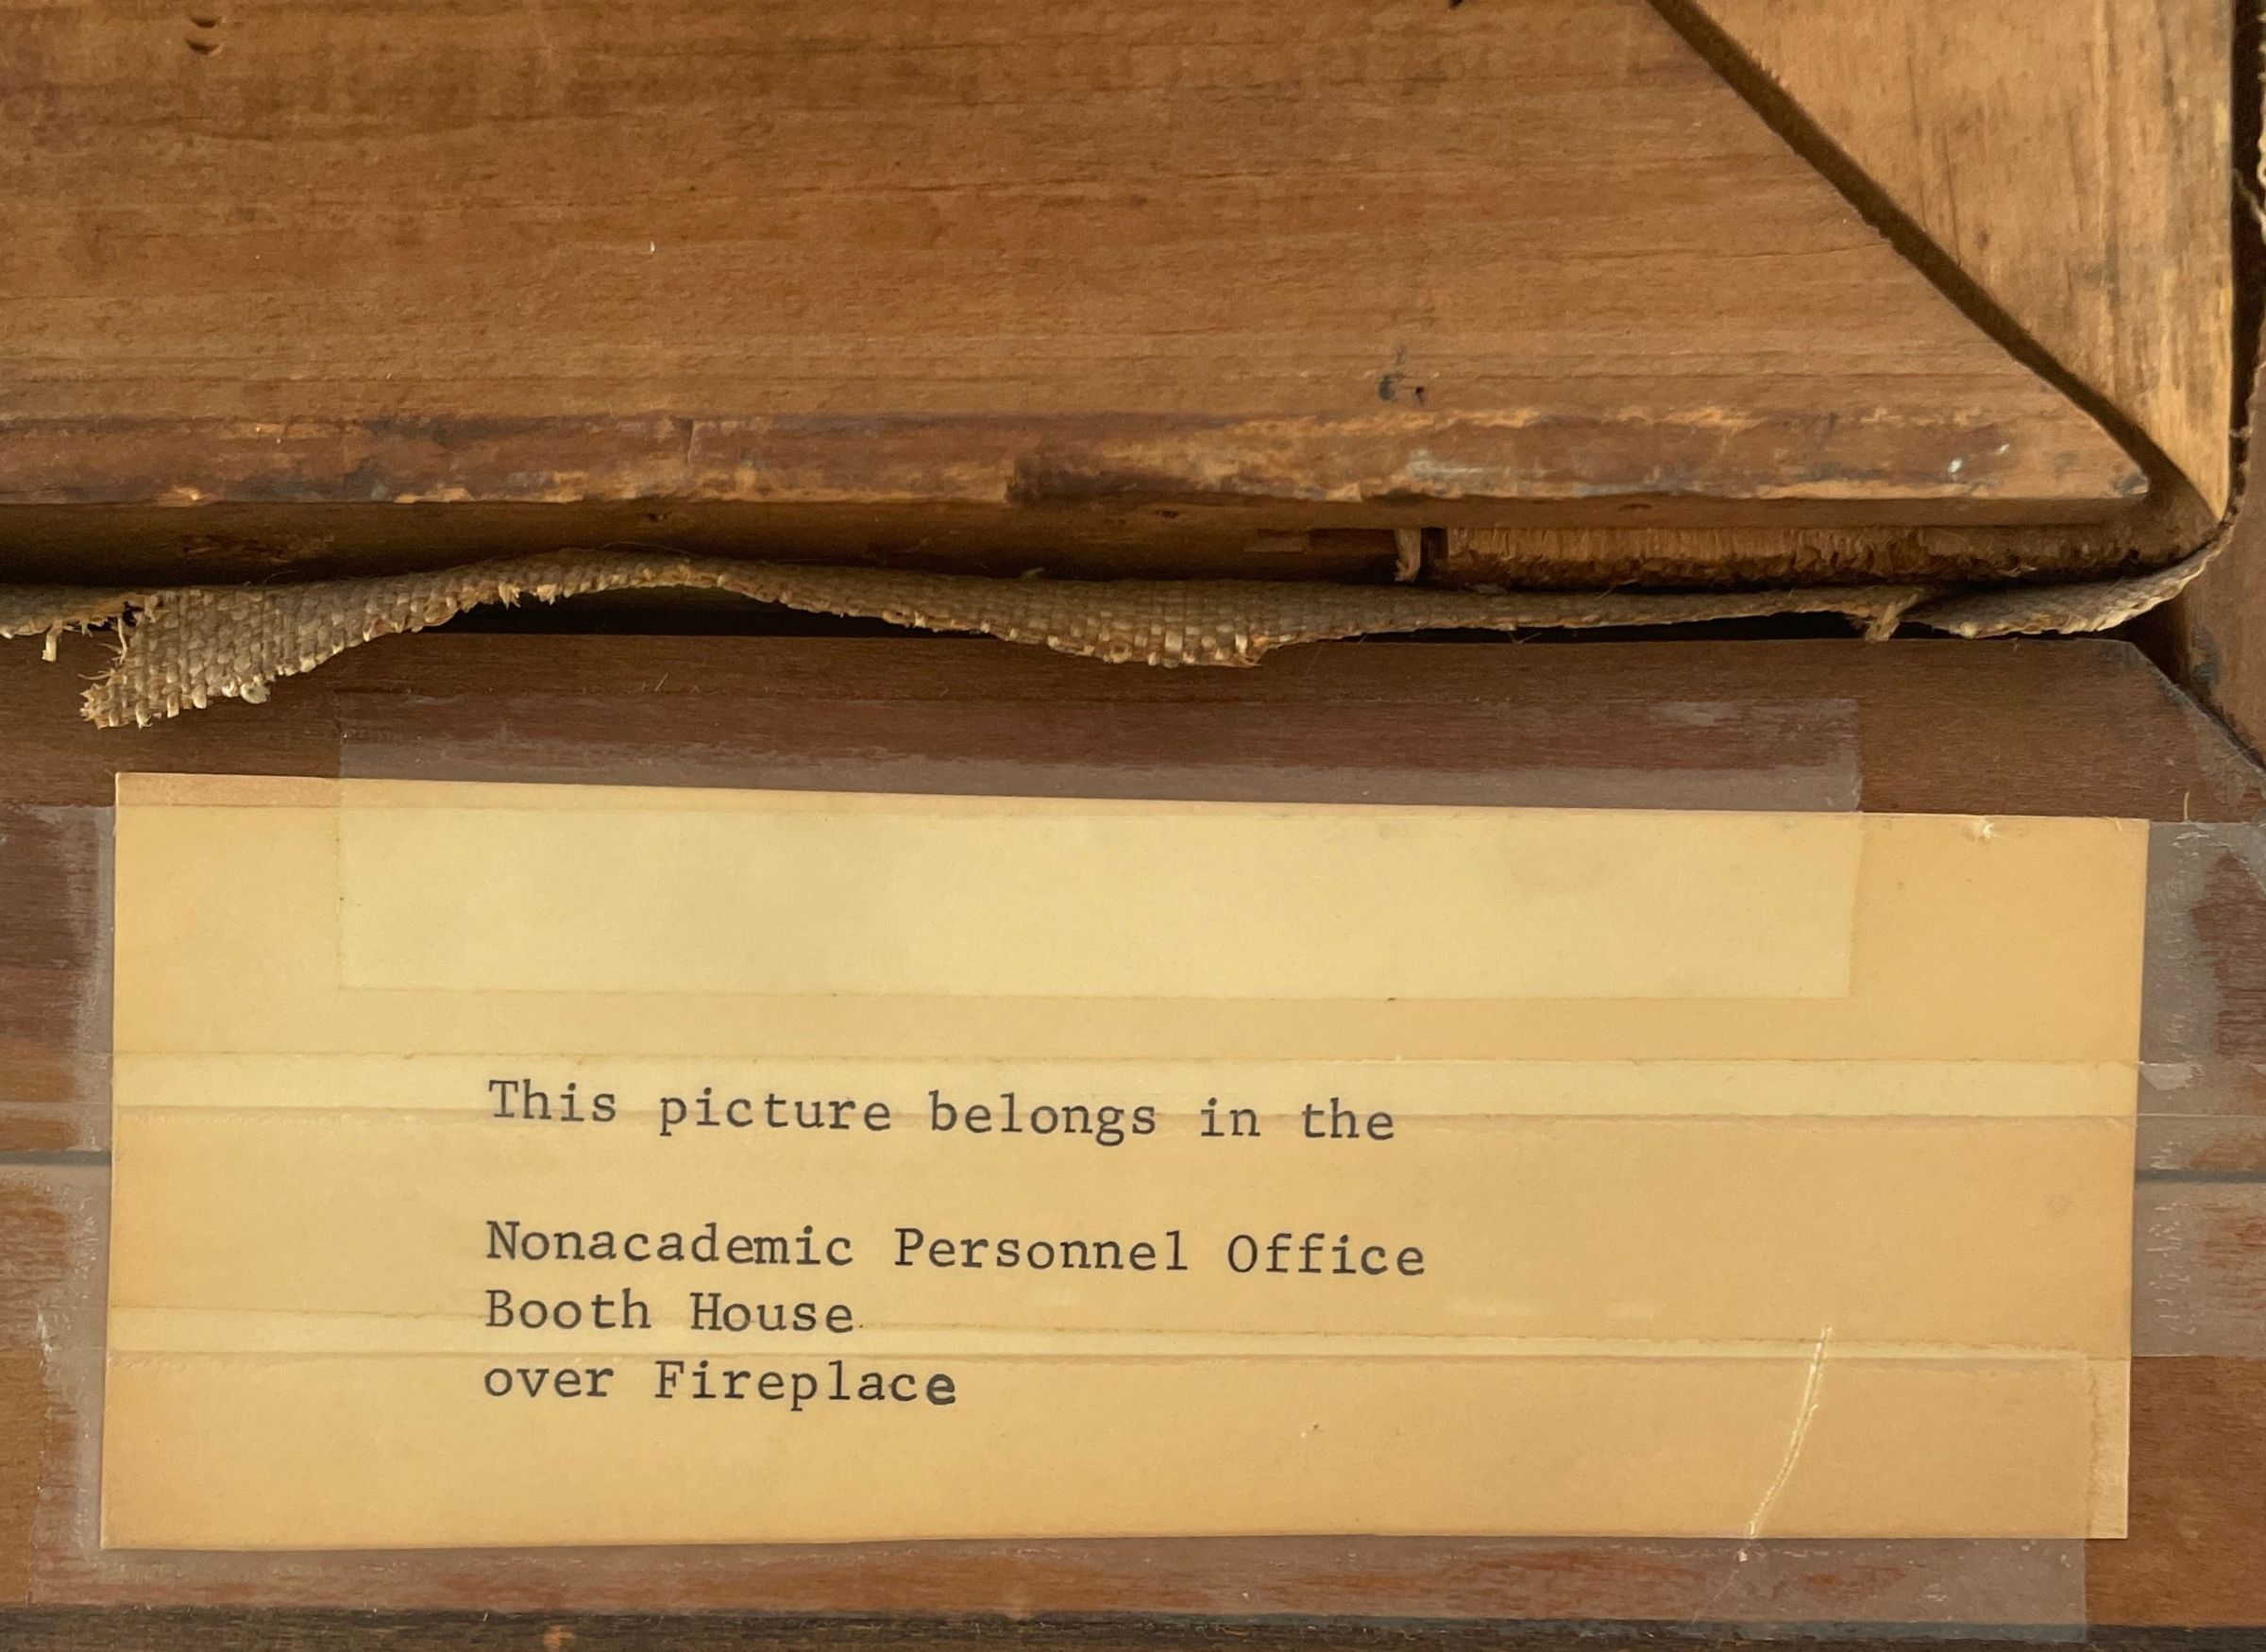 This picture belongs in the
Nonacademic Personnel Office
Booth House
over Fireplace